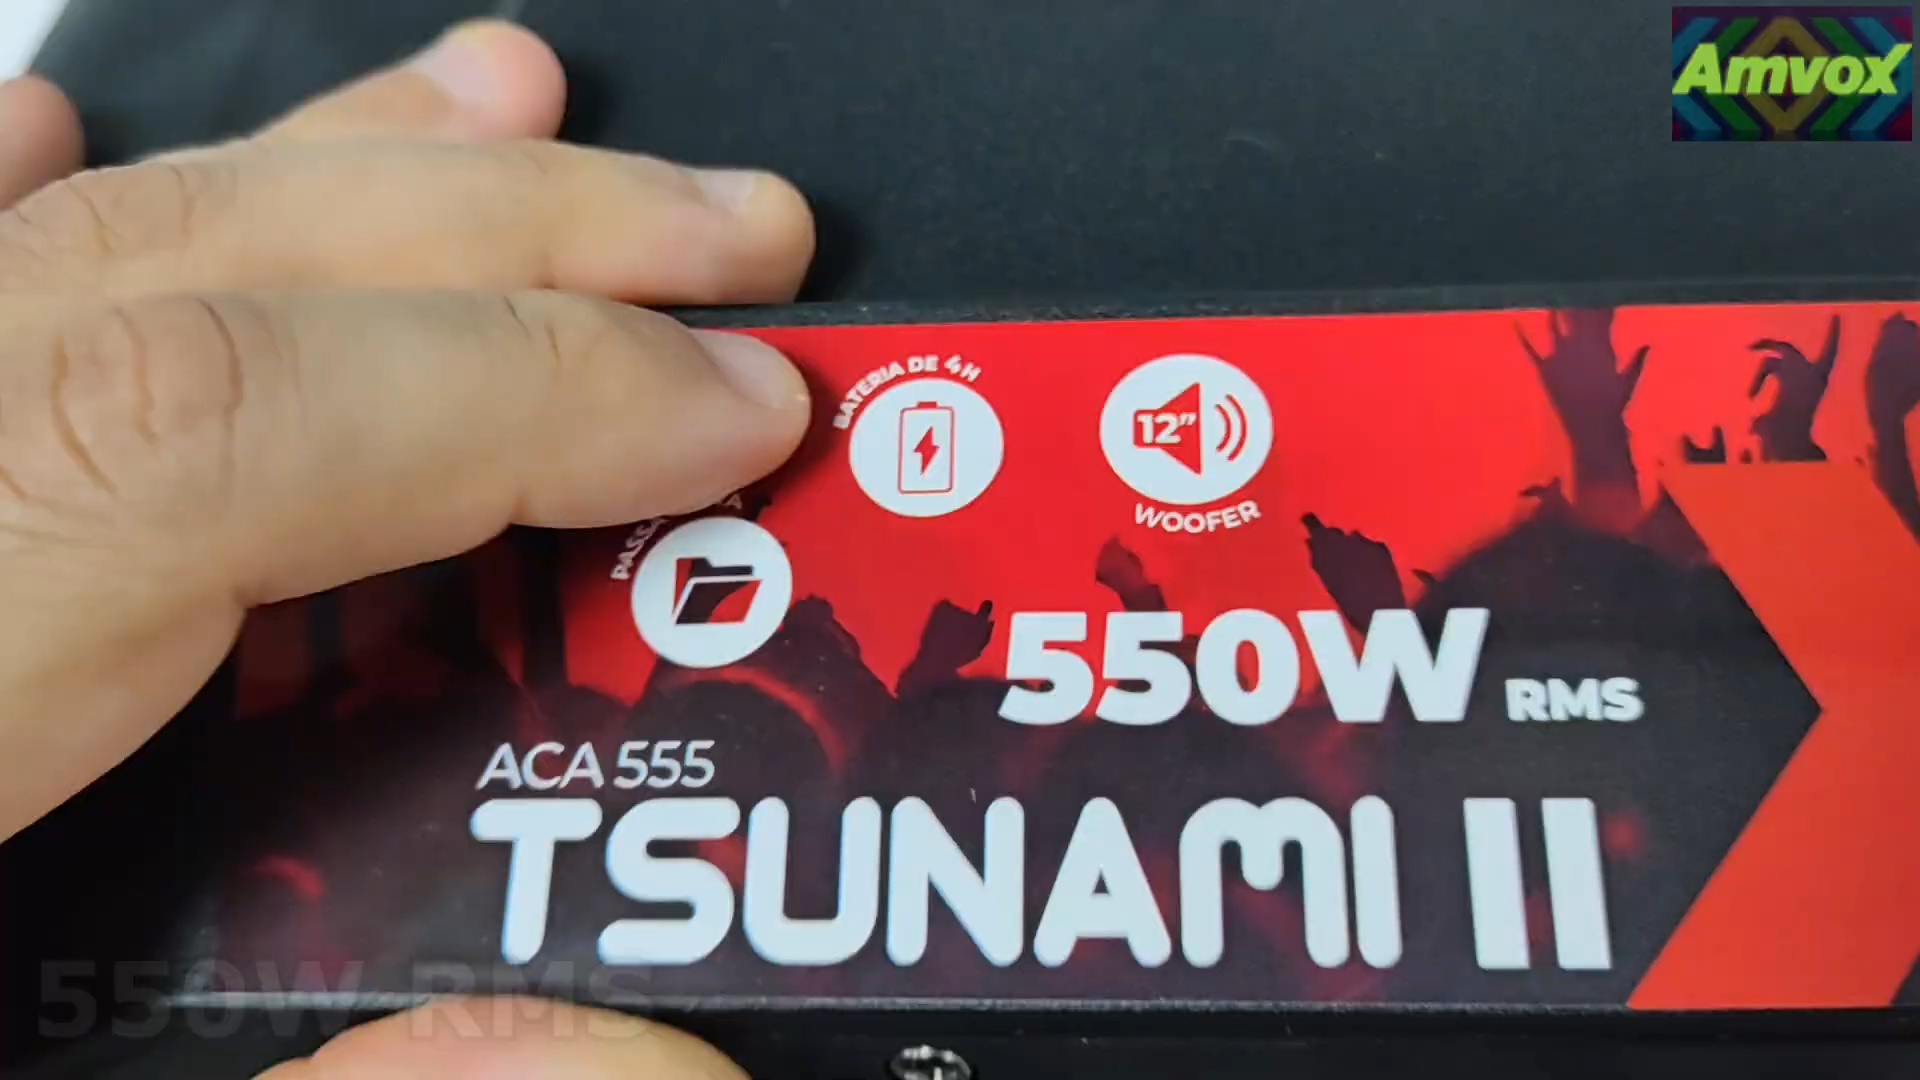 Amvox
BATERIA DE 4H
12”
WOOFER
550W RMS
ACA 555
TSUNAMI II
550W RMS